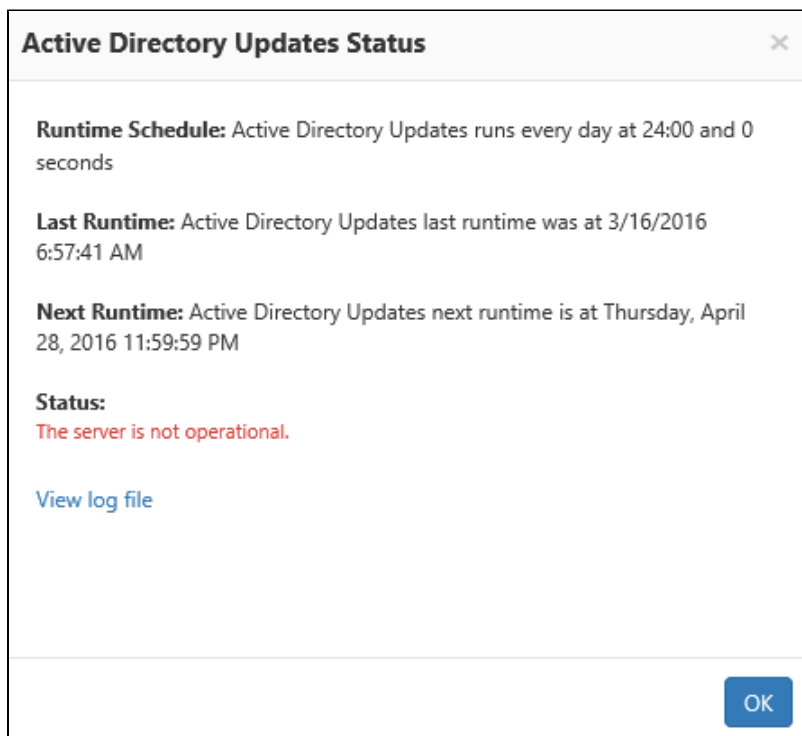 Active Directory Updates Status
×
Runtime Schedule: Active Directory Updates runs every day at 24:00 and 0
seconds
Last Runtime: Active Directory Updates last runtime was at 3/16/2016
6:57:41 AM
Next Runtime: Active Directory Updates next runtime is at Thursday, April
28, 2016 11:59:59 PM
Status:
The server is not operational.
View log file
OK